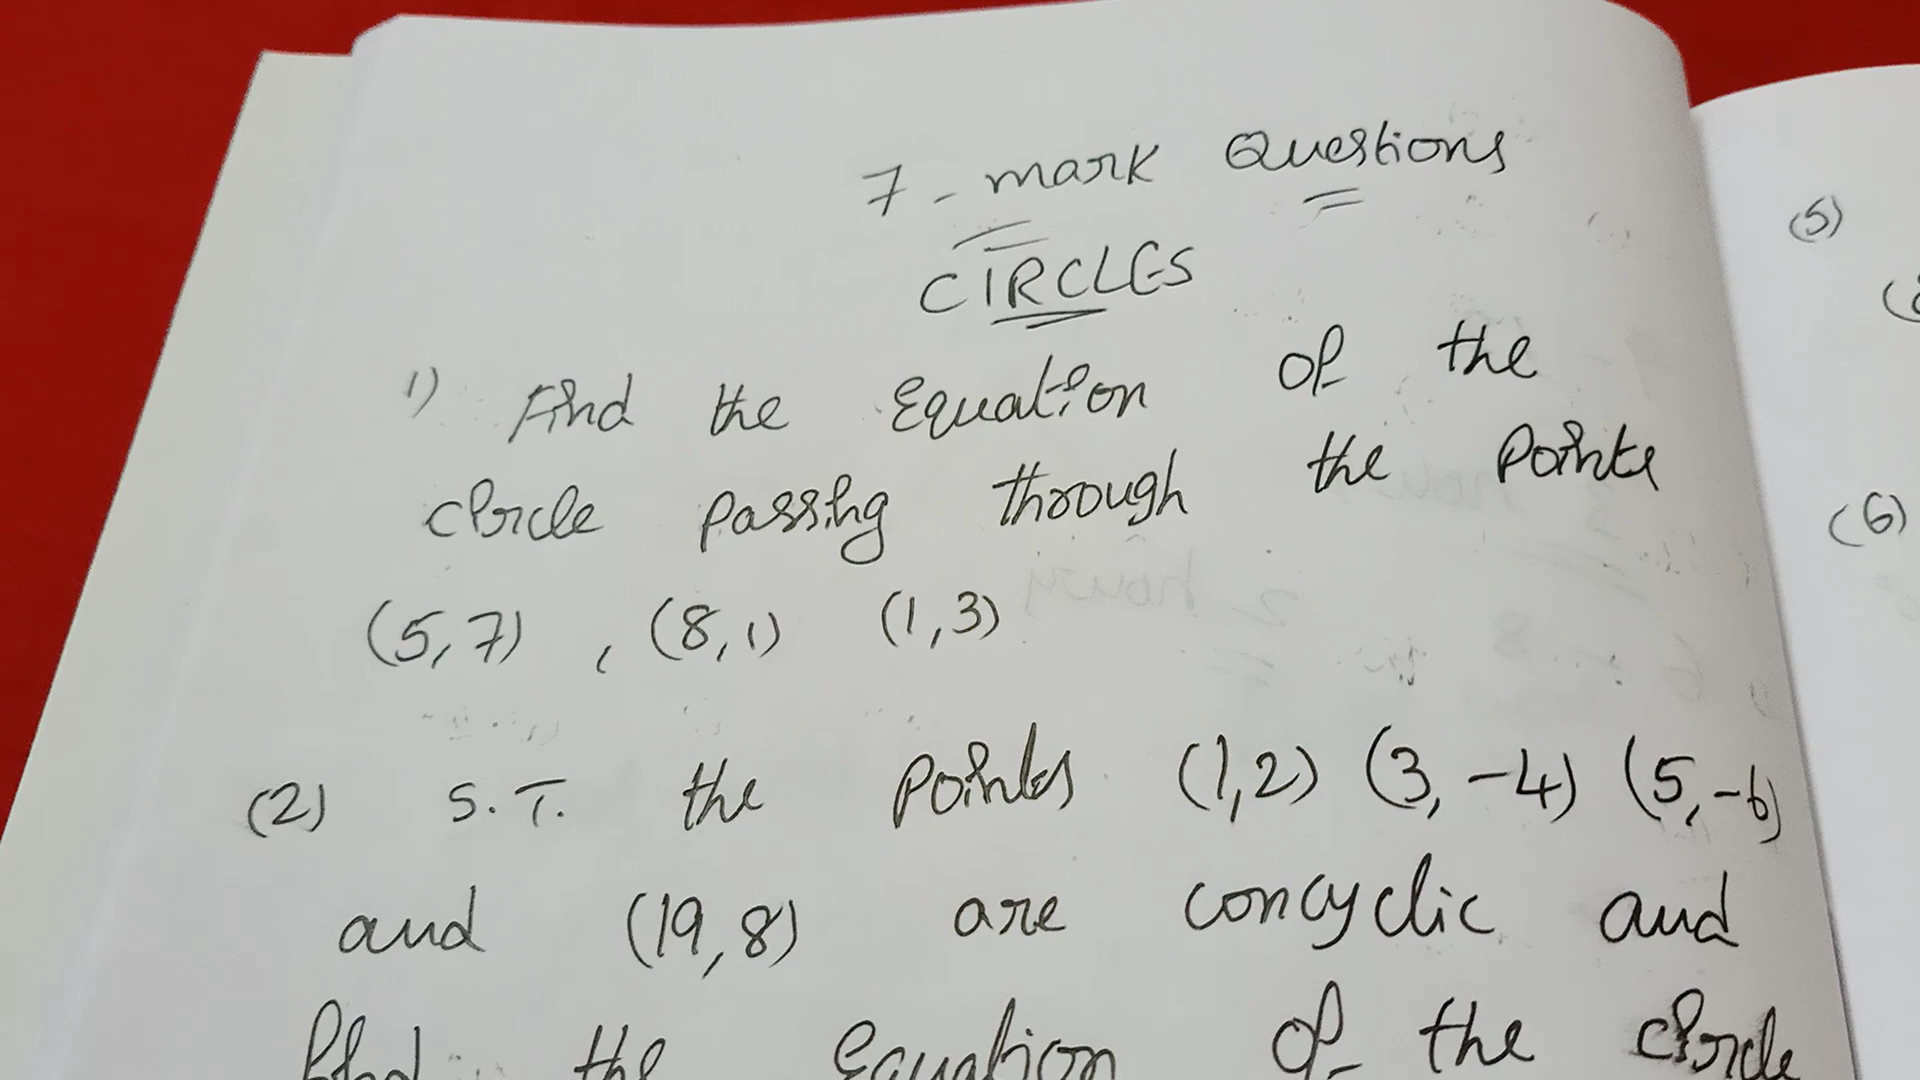 7-mark Questions
CIRCLES
1) Find the Equation of the
circle passing through the points
(5,7) , (8,1) (1,3)
(2) S.T. the points (1,2) (3,-4) (5,-6)
and (19,8) are concyclic and
find the Equation of the circle
(5)
(6)